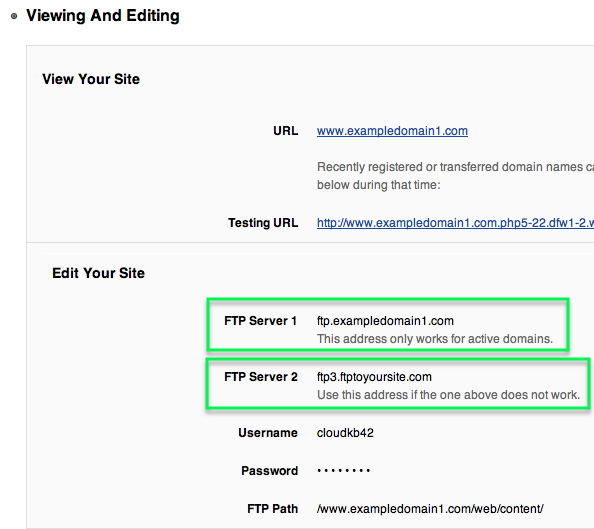 Viewing And Editing
View Your Site
URL www.exampledomain1.com
Recently registered or transferred domain names
below during that time:
Testing URL http://www.exampledomain1.com.php5-22.dfw1-2.w
Edit Your Site
FTP Server 1 ftp.exampledomain1.com
This address only works for active domains.
FTP Server 2 ftp3.ftptoyoursite.com
Use this address if the one above does not work.
Username cloudkb42
Password ••••••••
FTP Path /www.exampledomain1.com/web/content/